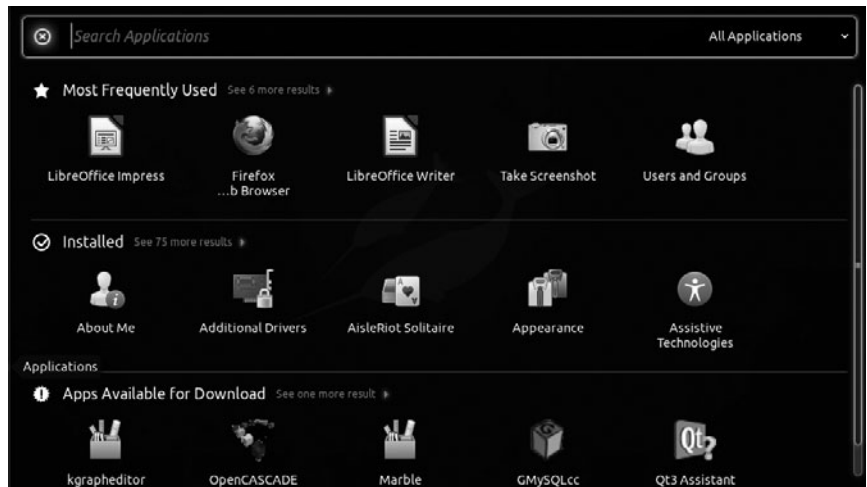 Search Applications
All Applications
Most Frequently Used See 6 more results
LibreOffice Impress
Firefox
...b Browser
LibreOffice Writer
Take Screenshot
Users and Groups
Installed See 75 more results
About Me
Additional Drivers
AisleRiot Solitaire
Appearance
Assistive
Technologies
Applications
Apps Available for Download See one more result
kgrapheditor
OpenCASCADE
Marble
GMySQLcc
Qt3 Assistant